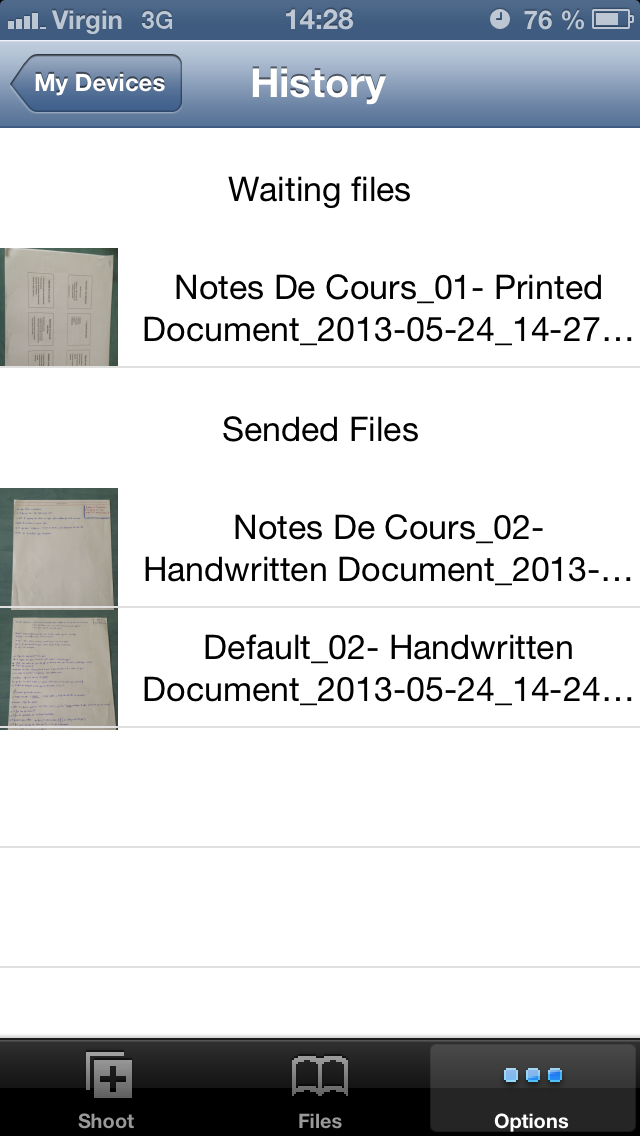 Virgin 3G 14:28 76 %
My Devices History
Waiting files
Notes De Cours_01- Printed
Document_2013-05-24_14-27...
Sended Files
Notes De Cours_02-
Handwritten Document_2013-...
Default_02- Handwritten
Document_2013-05-24_14-24...
Shoot Files Options